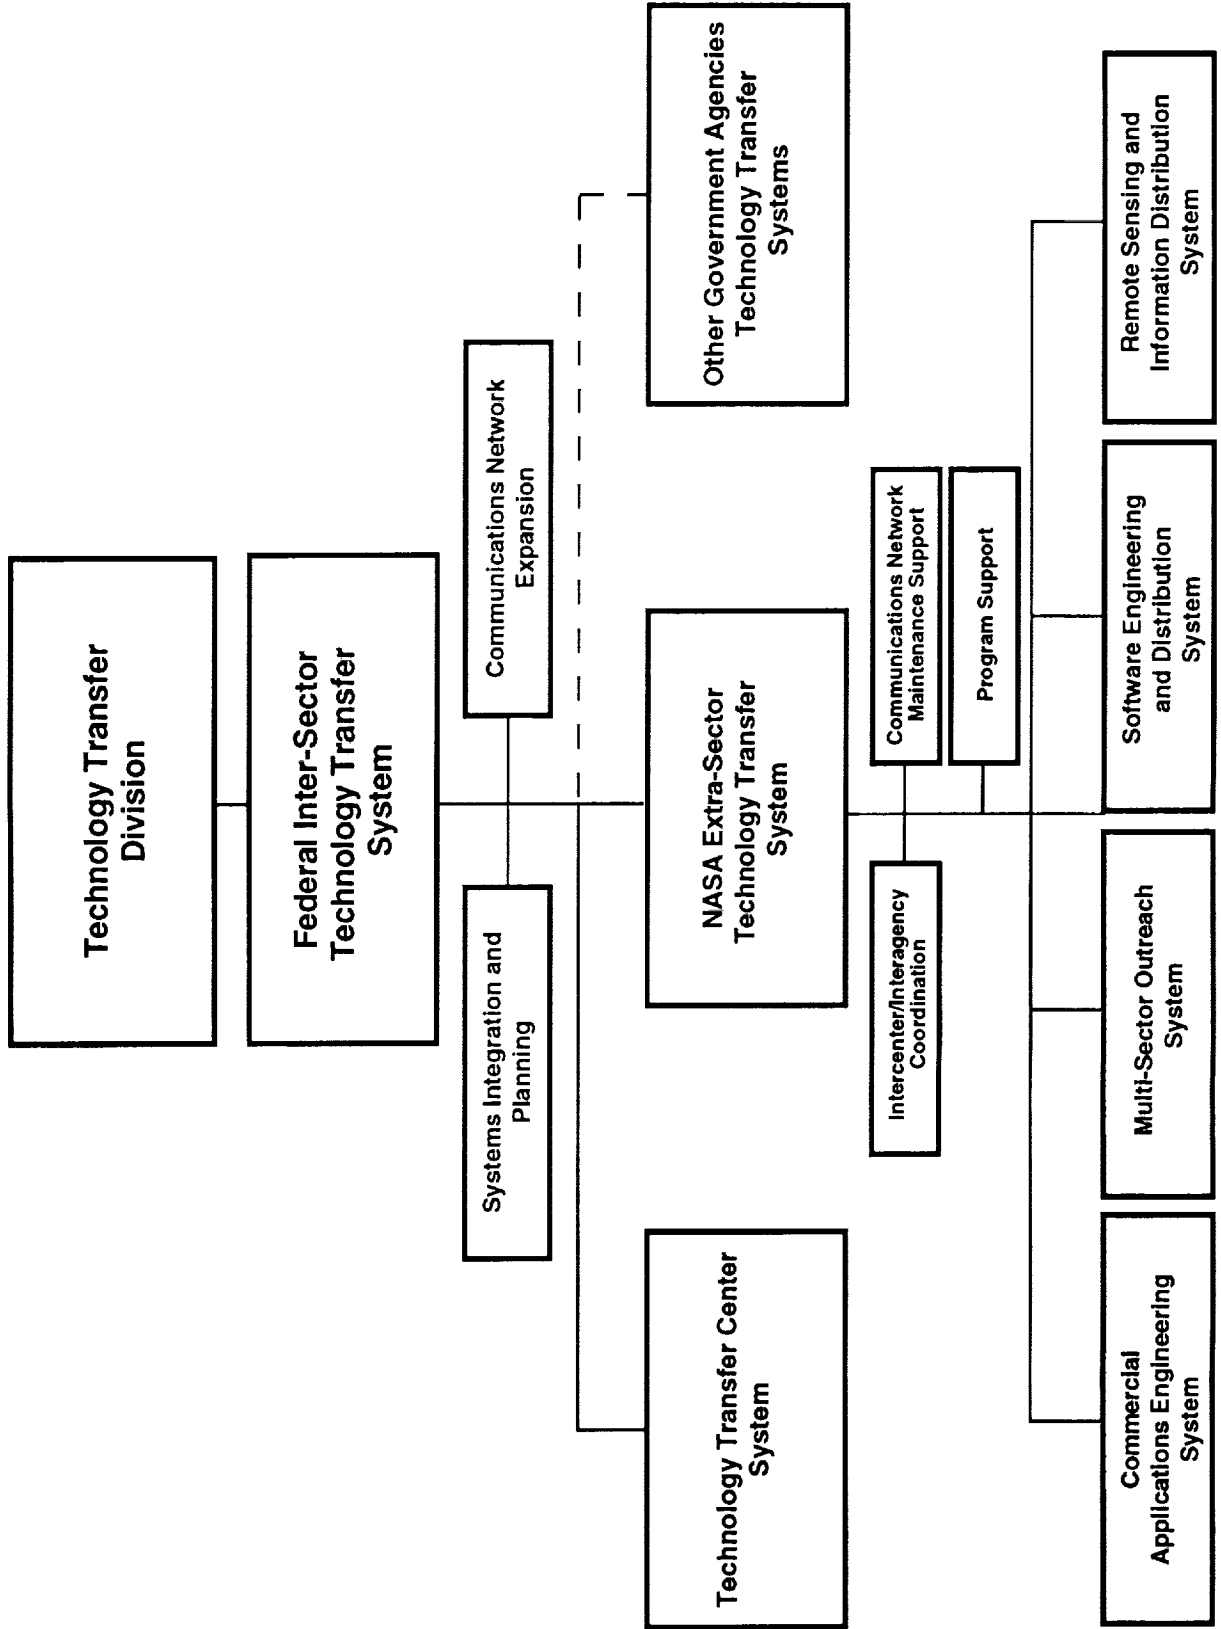 Technology Transfer
Division
Federal Inter-Sector
Technology Transfer
System
Systems Integration and
Planning
Communications Network
Expansion
Technology Transfer Center
System
NASA Extra-Sector
Technology Transfer
System
Other Government Agencies
Technology Transfer
Systems
Intercenter/Interagency
Coordination
Communications Network
Maintenance Support
Program Support
Commercial
Applications Engineering
System
Multi-Sector Outreach
System
Software Engineering
and Distribution
System
Remote Sensing and
Information Distribution
System